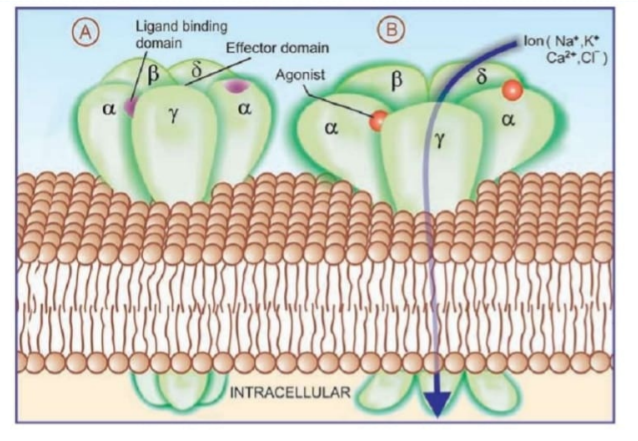 A
Ligand binding
domain
Effector domain
β
δ
α
γ
α
B
Agonist
Ion ( Na⁺,K⁺
Ca²⁺,Cl⁻ )
β
δ
α
γ
α
INTRACELLULAR